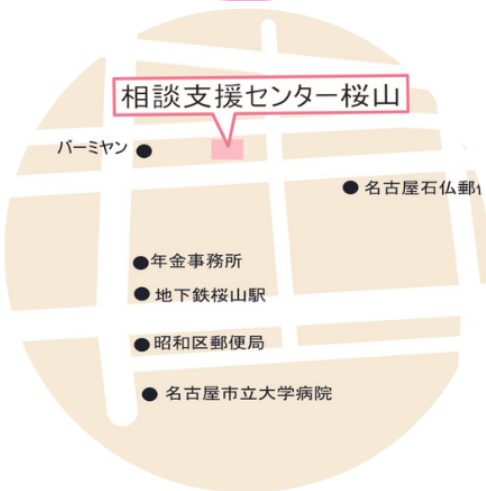 相談支援センター桜山
バーミヤン
名古屋石仏郵
年金事務所
地下鉄桜山駅
昭和区郵便局
名古屋市立大学病院